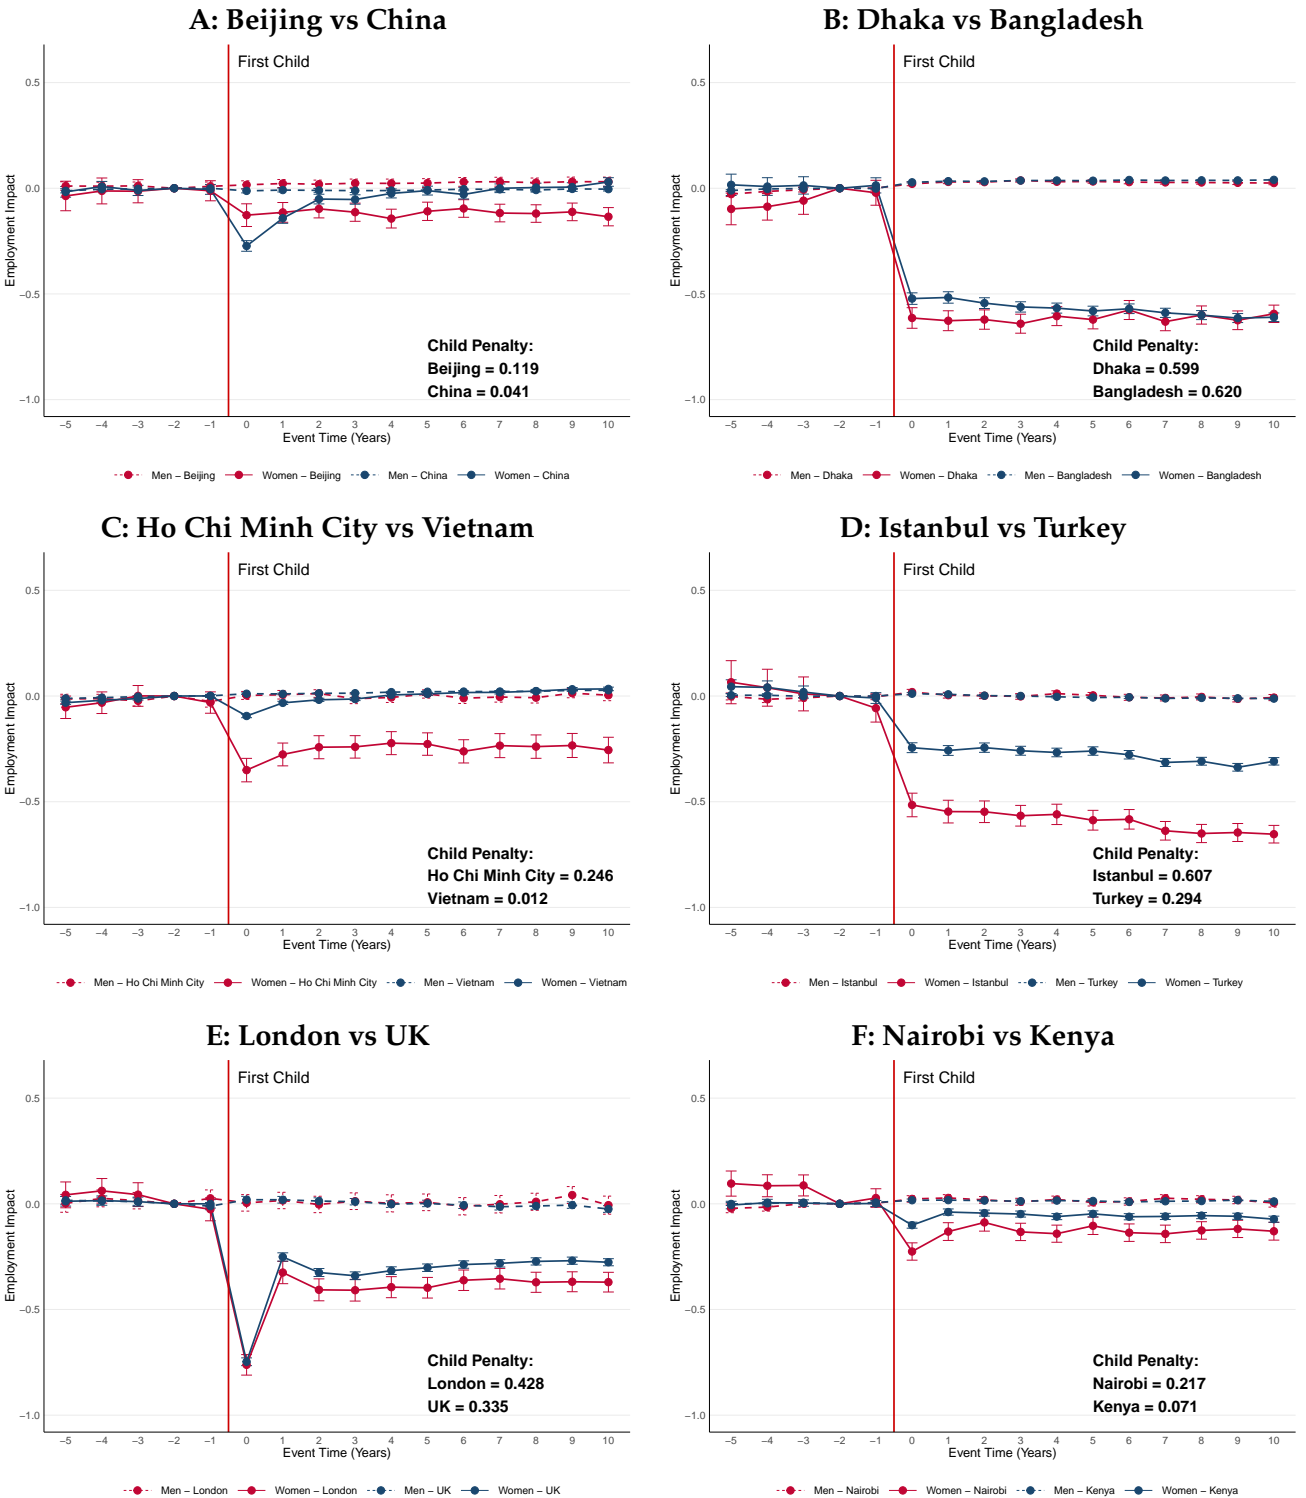 A: Beijing vs China
First Child
0.5
0.0
−0.5
−1.0
Employment Impact
Child Penalty:
Beijing = 0.119
China = 0.041
−5 −4 −3 −2 −1 0 1 2 3 4 5 6 7 8 9 10
Event Time (Years)
Men − Beijing Women − Beijing Men − China Women − China
B: Dhaka vs Bangladesh
First Child
0.5
0.0
−0.5
−1.0
Employment Impact
Child Penalty:
Dhaka = 0.599
Bangladesh = 0.620
−5 −4 −3 −2 −1 0 1 2 3 4 5 6 7 8 9 10
Event Time (Years)
Men − Dhaka Women − Dhaka Men − Bangladesh Women − Bangladesh
C: Ho Chi Minh City vs Vietnam
First Child
0.5
0.0
−0.5
−1.0
Employment Impact
Child Penalty:
Ho Chi Minh City = 0.246
Vietnam = 0.012
−5 −4 −3 −2 −1 0 1 2 3 4 5 6 7 8 9 10
Event Time (Years)
Men − Ho Chi Minh City Women − Ho Chi Minh City Men − Vietnam Women − Vietnam
D: Istanbul vs Turkey
First Child
0.5
0.0
−0.5
−1.0
Employment Impact
Child Penalty:
Istanbul = 0.607
Turkey = 0.294
−5 −4 −3 −2 −1 0 1 2 3 4 5 6 7 8 9 10
Event Time (Years)
Men − Istanbul Women − Istanbul Men − Turkey Women − Turkey
E: London vs UK
First Child
0.5
0.0
−0.5
−1.0
Employment Impact
Child Penalty:
London = 0.428
UK = 0.335
−5 −4 −3 −2 −1 0 1 2 3 4 5 6 7 8 9 10
Event Time (Years)
Men − London Women − London Men − UK Women − UK
F: Nairobi vs Kenya
First Child
0.5
0.0
−0.5
−1.0
Employment Impact
Child Penalty:
Nairobi = 0.217
Kenya = 0.071
−5 −4 −3 −2 −1 0 1 2 3 4 5 6 7 8 9 10
Event Time (Years)
Men − Nairobi Women − Nairobi Men − Kenya Women − Kenya